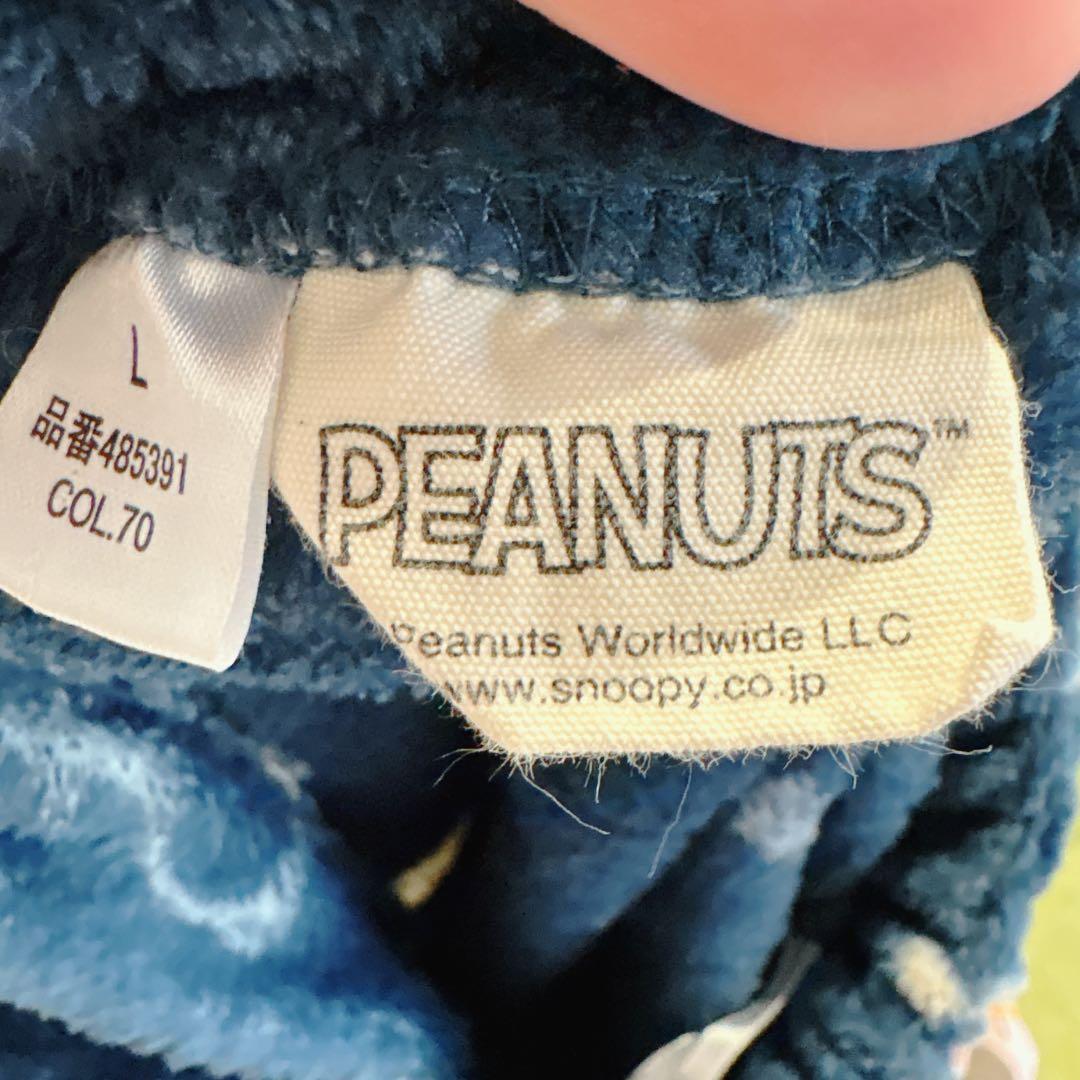 L
品番485391
COL.70
PEANUTS™
Peanuts Worldwide LLC
www.snoopy.co.jp